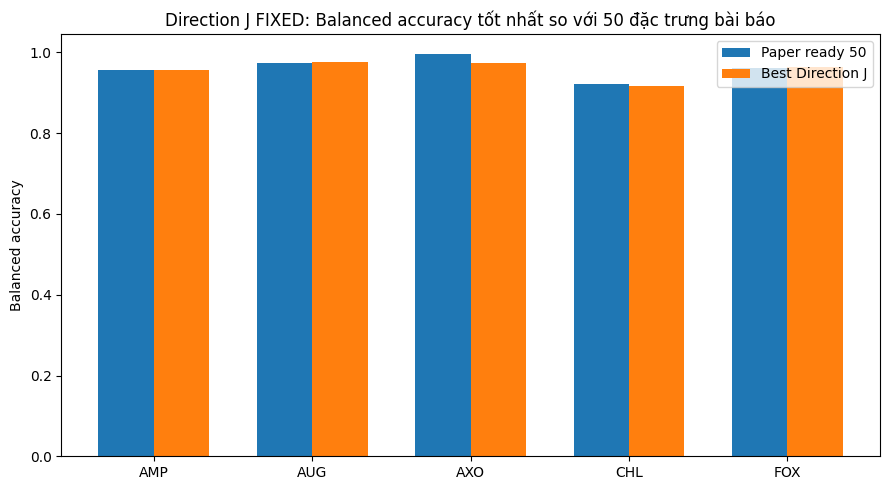 Direction J FIXED: Balanced accuracy tốt nhất so với 50 đặc trưng bài báo
Paper ready 50
Best Direction J
Balanced accuracy
1.0
0.8
0.6
0.4
0.2
0.0
AMP
AUG
AXO
CHL
FOX